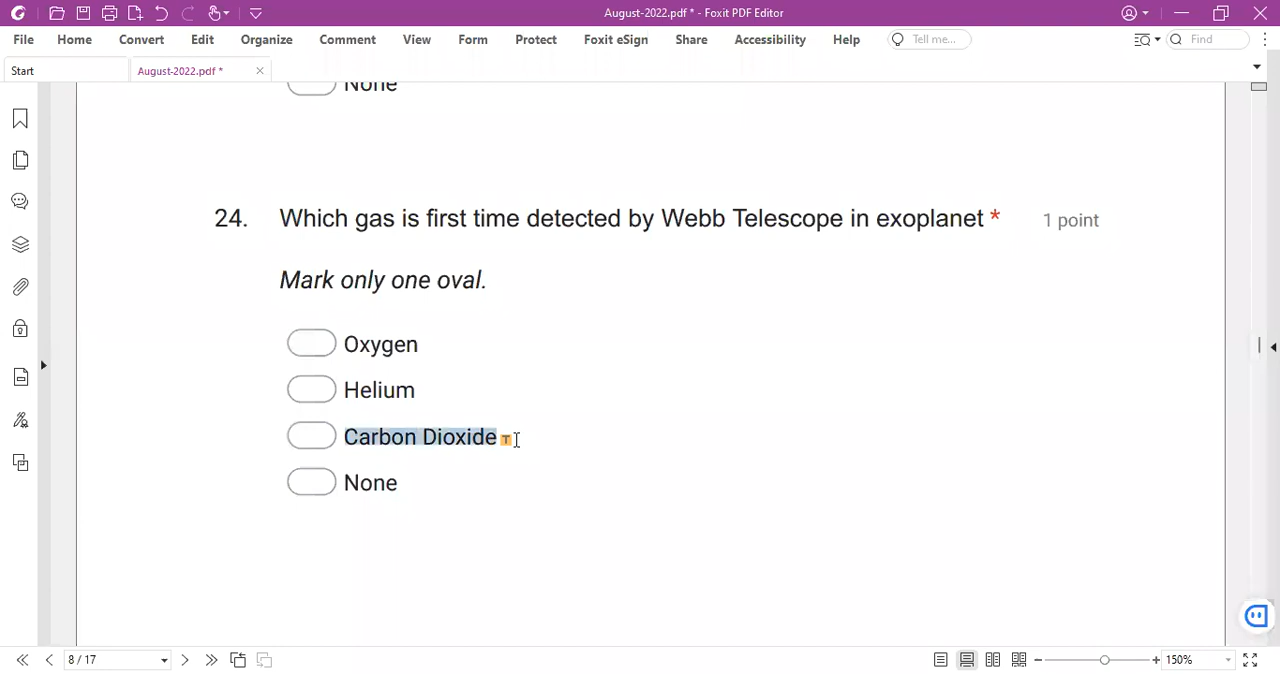 August-2022.pdf * - Foxit PDF Editor
File Home Convert Edit Organize Comment View Form Protect Foxit eSign Share Accessibility Help Tell me... Find
Start August-2022.pdf *
None
24. Which gas is first time detected by Webb Telescope in exoplanet * 1 point
Mark only one oval.
Oxygen
Helium
Carbon Dioxide T
None
8 / 17 150%